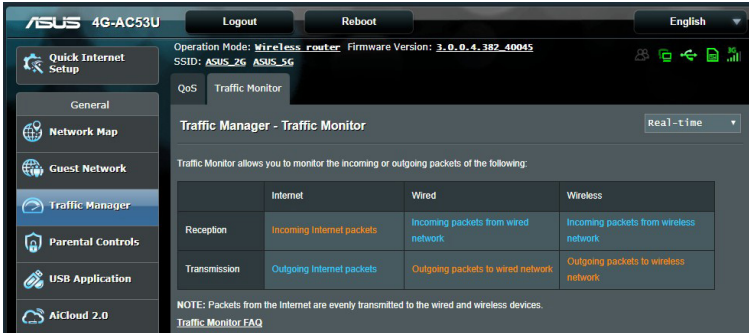 ASUS 4G-AC53U
Logout
Reboot
English
Quick Internet
Setup
Operation Mode: Wireless router Firmware Version: 3.0.0.4.382_40045
SSID: ASUS_2G ASUS_5G
3G
General
Network Map
Guest Network
Traffic Manager
Parental Controls
USB Application
AiCloud 2.0
QoS Traffic Monitor
Traffic Manager - Traffic Monitor
Real-time
Traffic Monitor allows you to monitor the incoming or outgoing packets of the following:
Internet Wired Wireless
Reception
Incoming Internet packets
Incoming packets from wired
network
Incoming packets from wireless
network
Transmission
Outgoing Internet packets
Outgoing packets to wired network
Outgoing packets to wireless
network
NOTE: Packets from the Internet are evenly transmitted to the wired and wireless devices.
Traffic Monitor FAQ